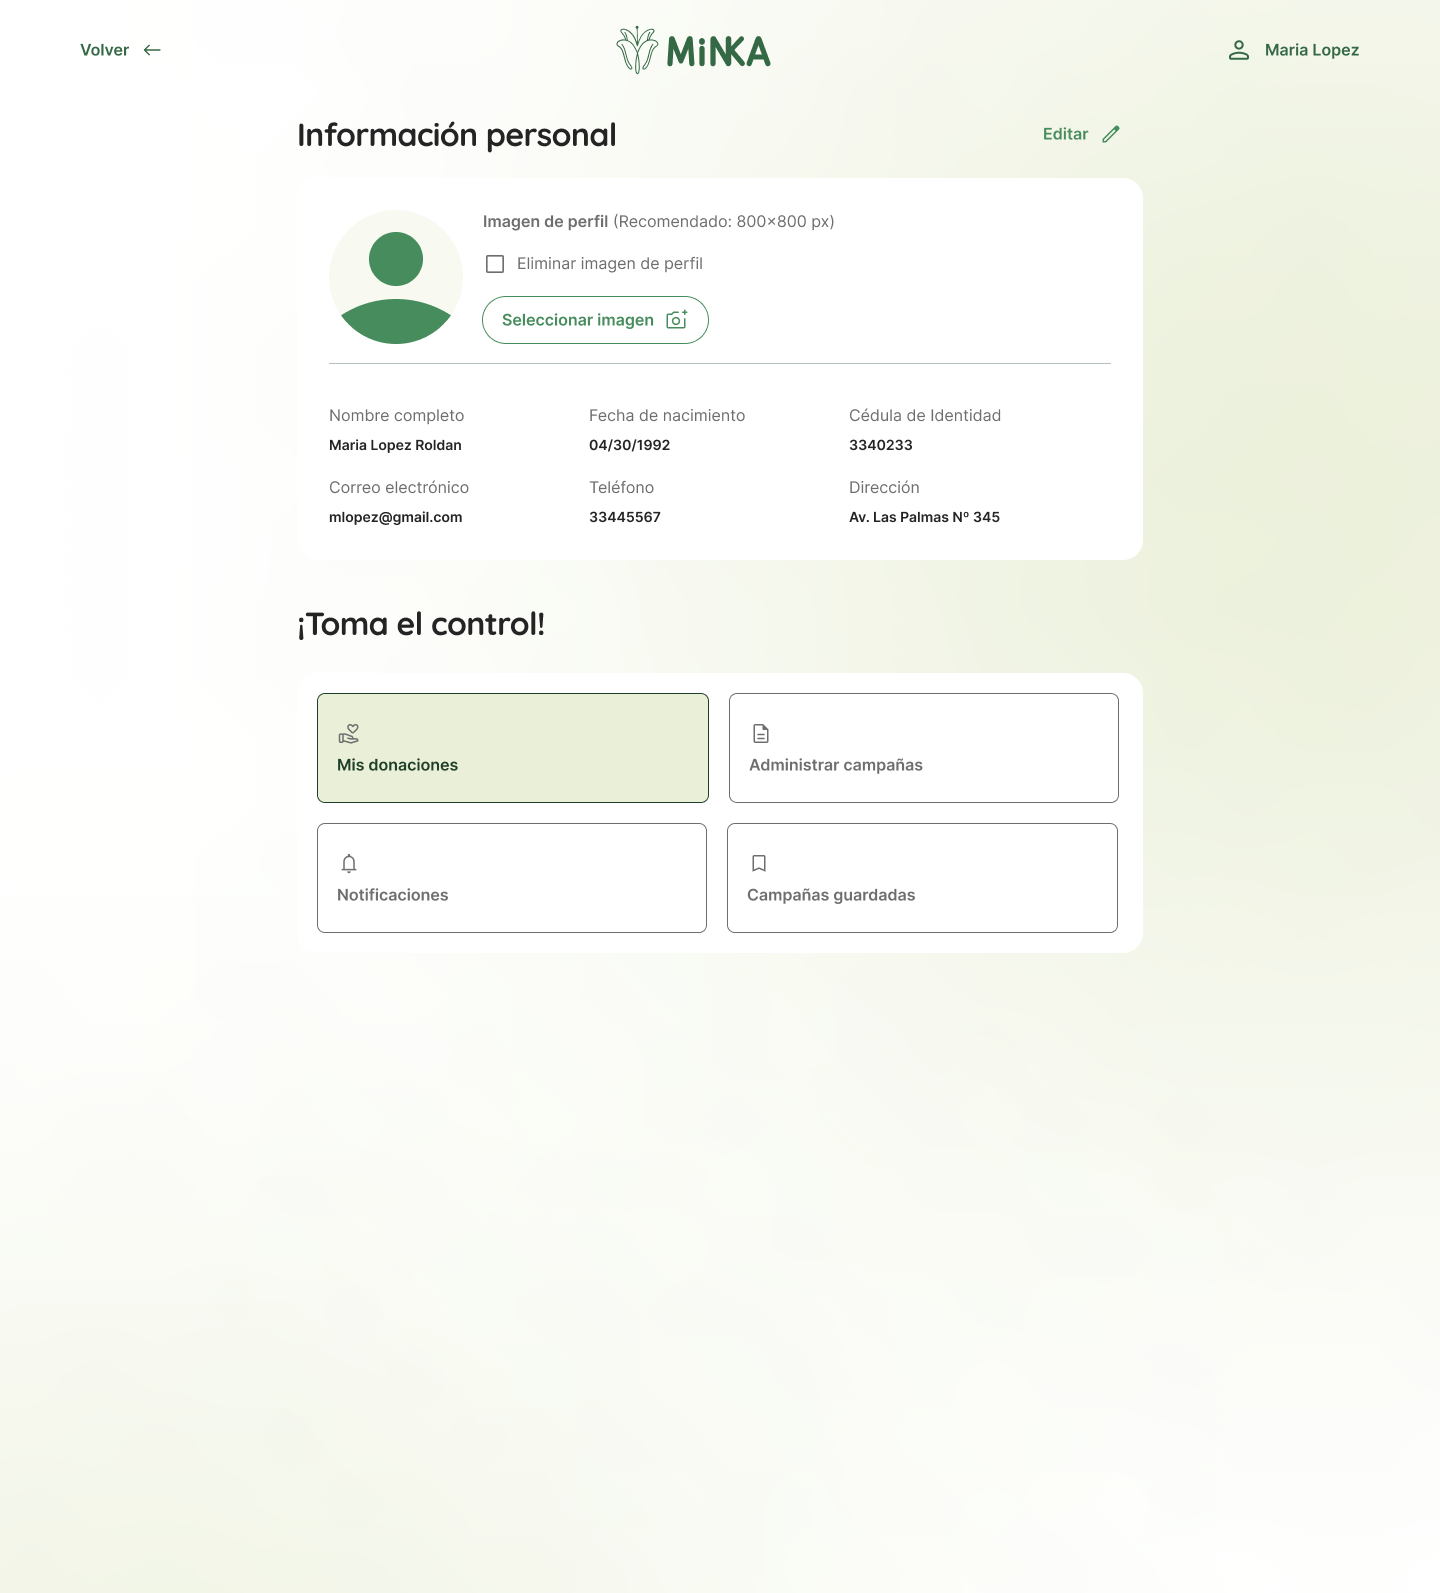 Volver
MiNKA
Maria Lopez
Información personal
Editar
Imagen de perfil (Recomendado: 800x800 px)
Eliminar imagen de perfil
Seleccionar imagen
Nombre completo
Maria Lopez Roldan
Fecha de nacimiento
04/30/1992
Cédula de Identidad
3340233
Correo electrónico
mlopez@gmail.com
Teléfono
33445567
Dirección
Av. Las Palmas Nº 345
¡Toma el control!
Mis donaciones
Administrar campañas
Notificaciones
Campañas guardadas